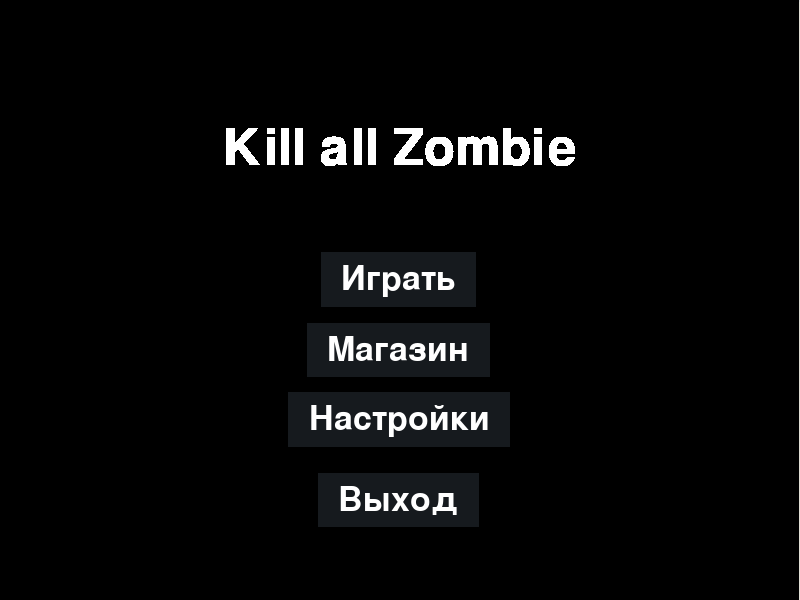 Kill all Zombie
Играть
Магазин
Настройки
Выход